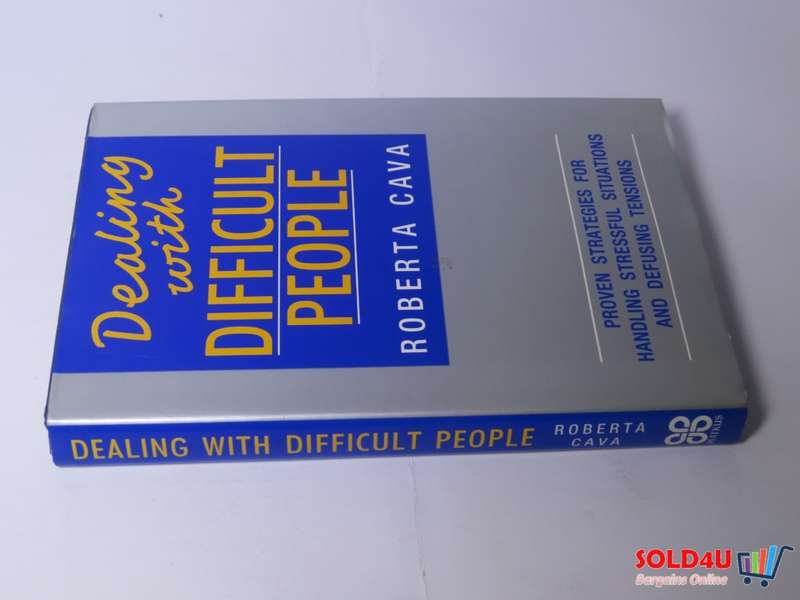 Dealing
with
DIFFICULT
PEOPLE
ROBERTA CAVA
PROVEN STRATEGIES FOR
HANDLING STRESSFUL SITUATIONS
AND DEFUSING TENSIONS
DEALING WITH DIFFICULT PEOPLE
ROBERTA
CAVA
SOLD4U
Bargains Online